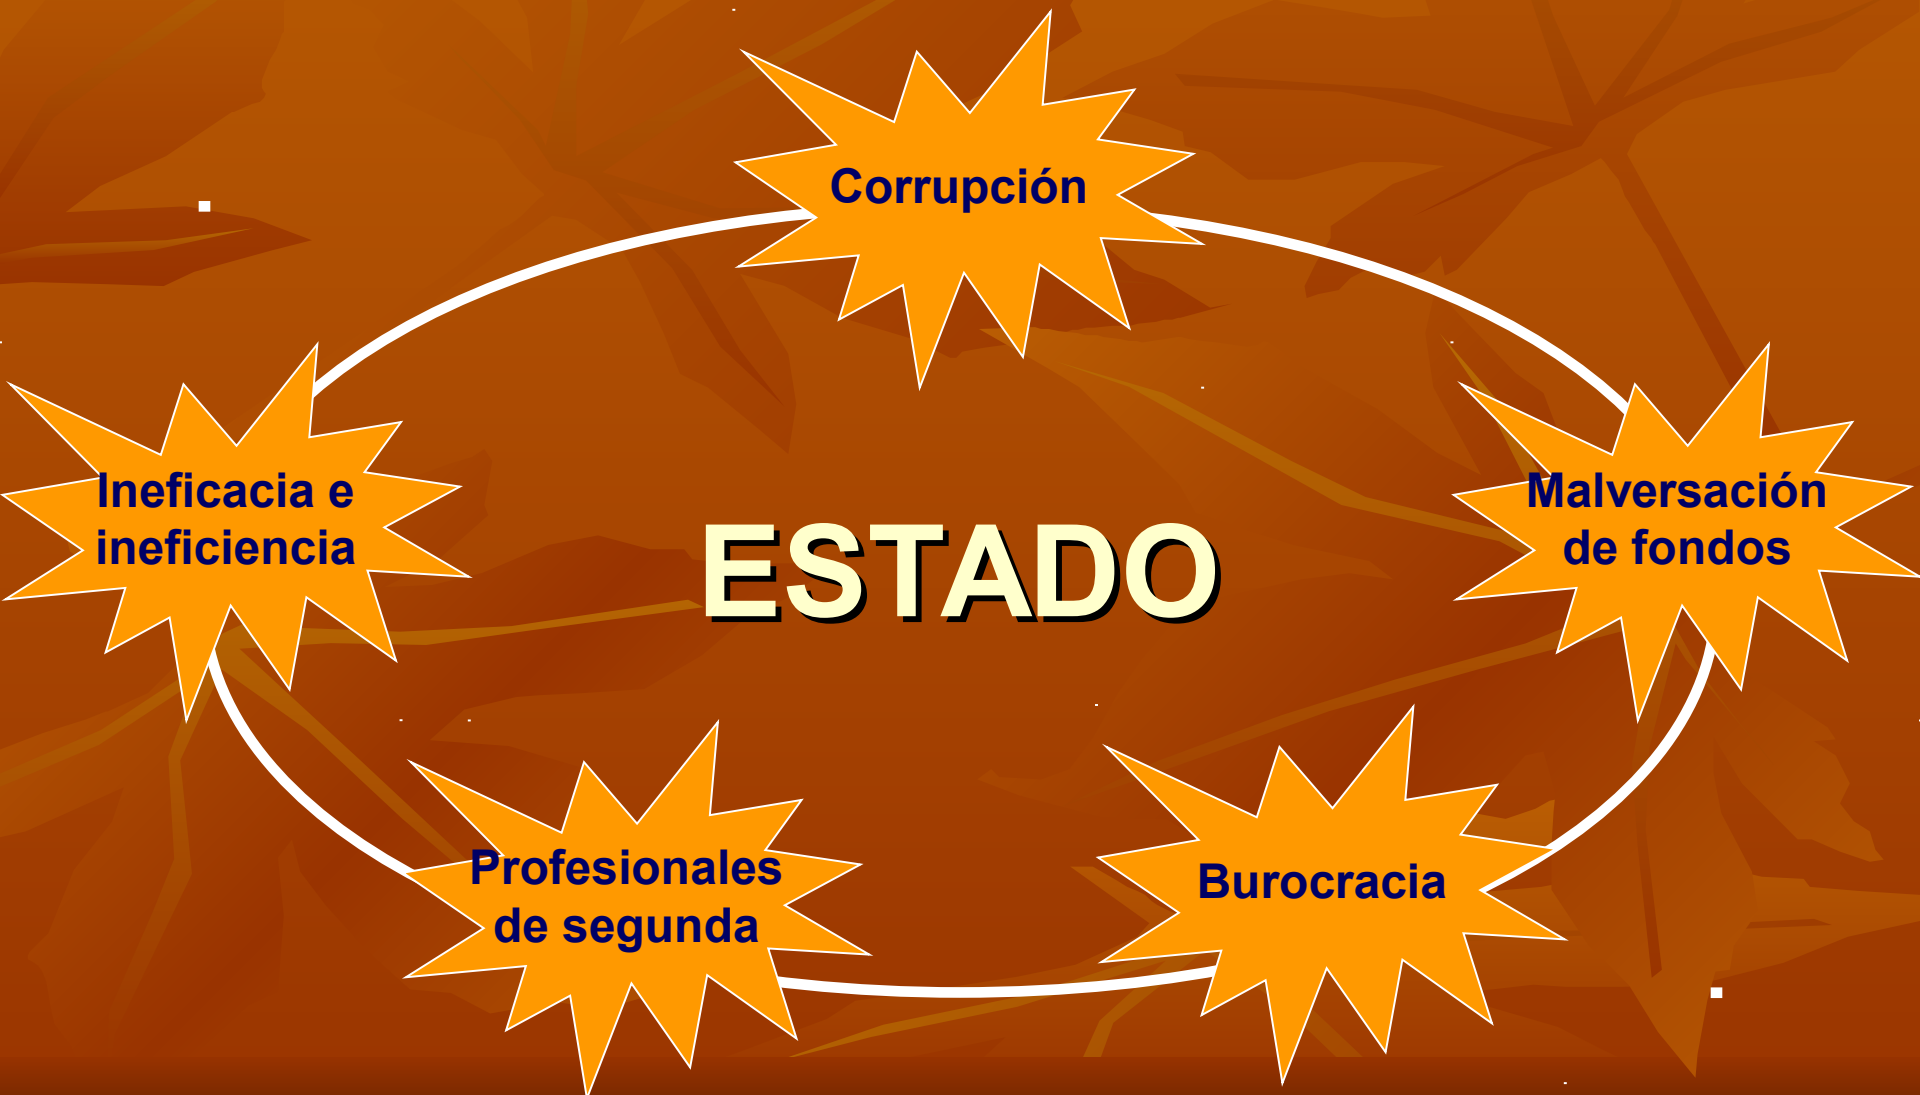 Corrupción
Ineficacia e
ineficiencia
Malversación
de fondos
ESTADO
Profesionales
de segunda
Burocracia